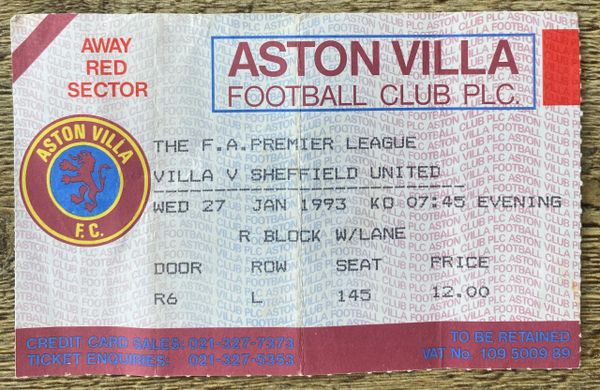 AWAY
RED
SECTOR
ASTON VILLA
FOOTBALL CLUB PLC.
ASTON VILLA
F.C.
THE F.A.PREMIER LEAGUE
VILLA V SHEFFIELD UNITED
WED 27 JAN 1993 KO 07:45 EVENING
R BLOCK W/LANE
DOOR ROW SEAT PRICE
R6 L 145 12.00
CREDIT CARD SALES: 021-327-7373
TICKET ENQUIRIES: 021-327-5353
TO BE RETAINED
VAT No. 109 5009 89